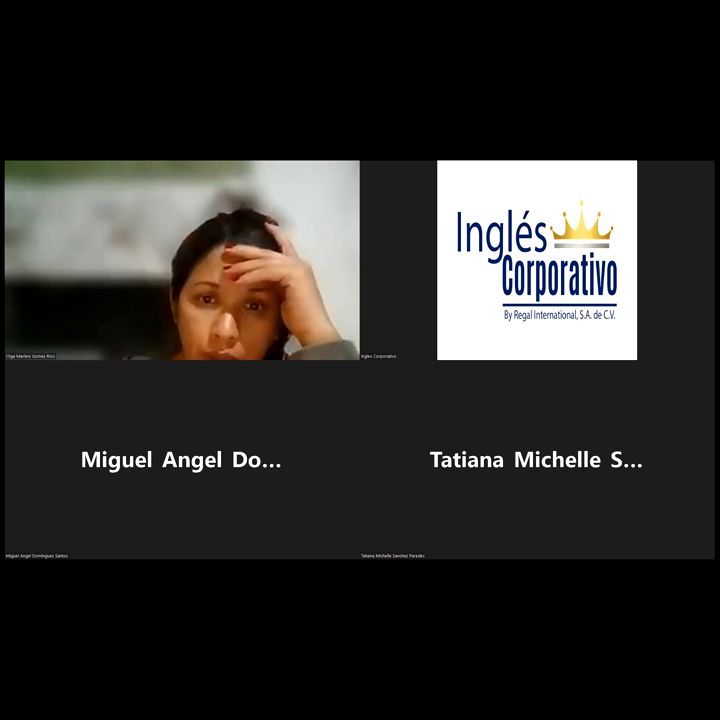 Inglés
Corporativo
By Regal International, S.A. de C.V.
Olga Marleni Gomez Rico
Ingles Corporativo
Miguel Angel Do...
Tatiana Michelle S...
Miguel Angel Dominguez Santos
Tatiana Michelle Sanchez Paredes